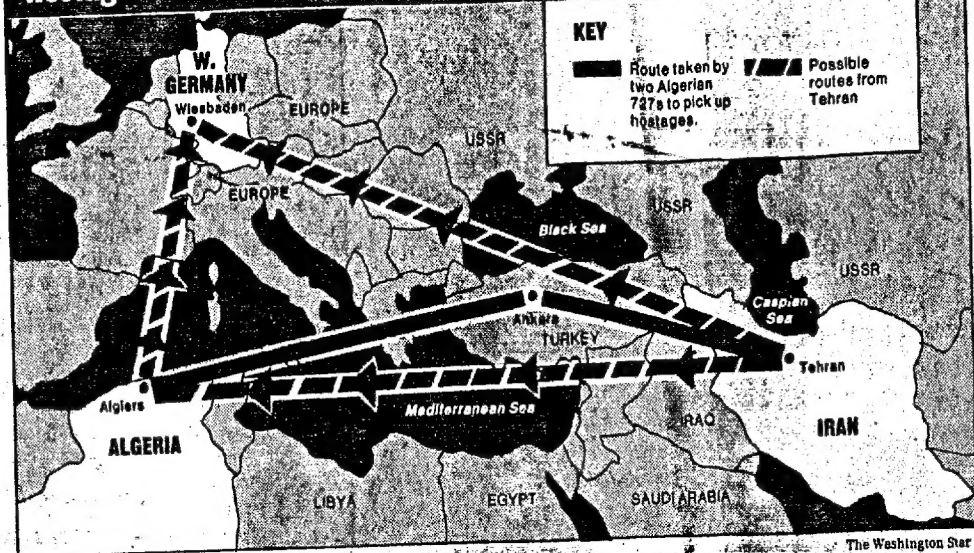 KEY
Route taken by
two Algerian
727s to pick up
hostages.
Possible
routes from
Tehran
W.
GERMANY
Wiesbaden
EUROPE
USSR
EUROPE
USSR
Black Sea
USSR
Caspian
Sea
Ankara
TURKEY
Tehran
Algiers
Mediterranean Sea
ALGERIA
IRAQ
IRAN
LIBYA
EGYPT
SAUDI ARABIA
The Washington Star